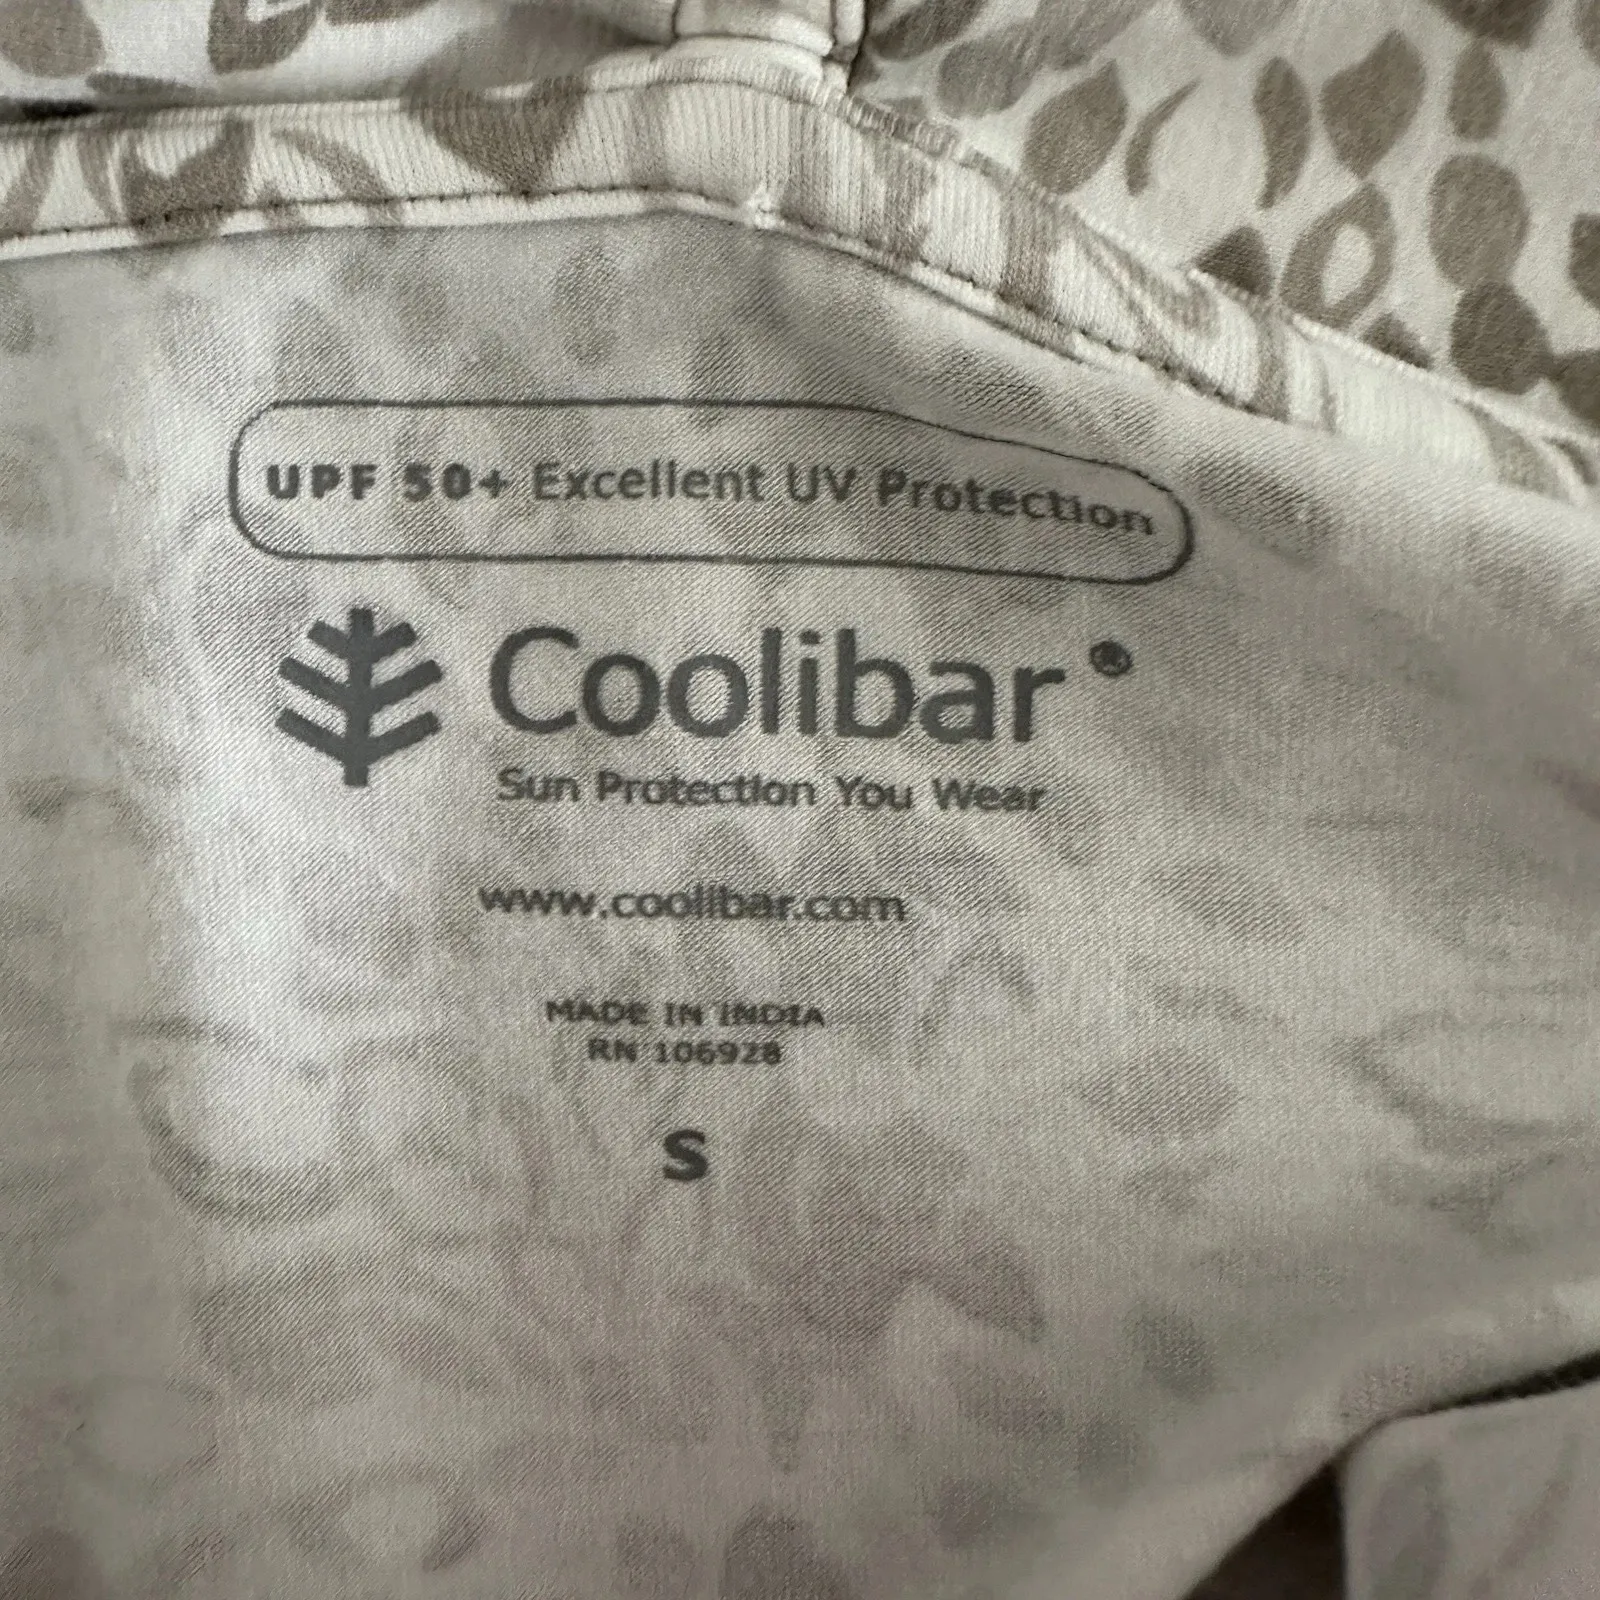 UPF 50+ Excellent UV Protection
Coolibar®
Sun Protection You Wear
www.coolibar.com
MADE IN INDIA
RN 106928
S